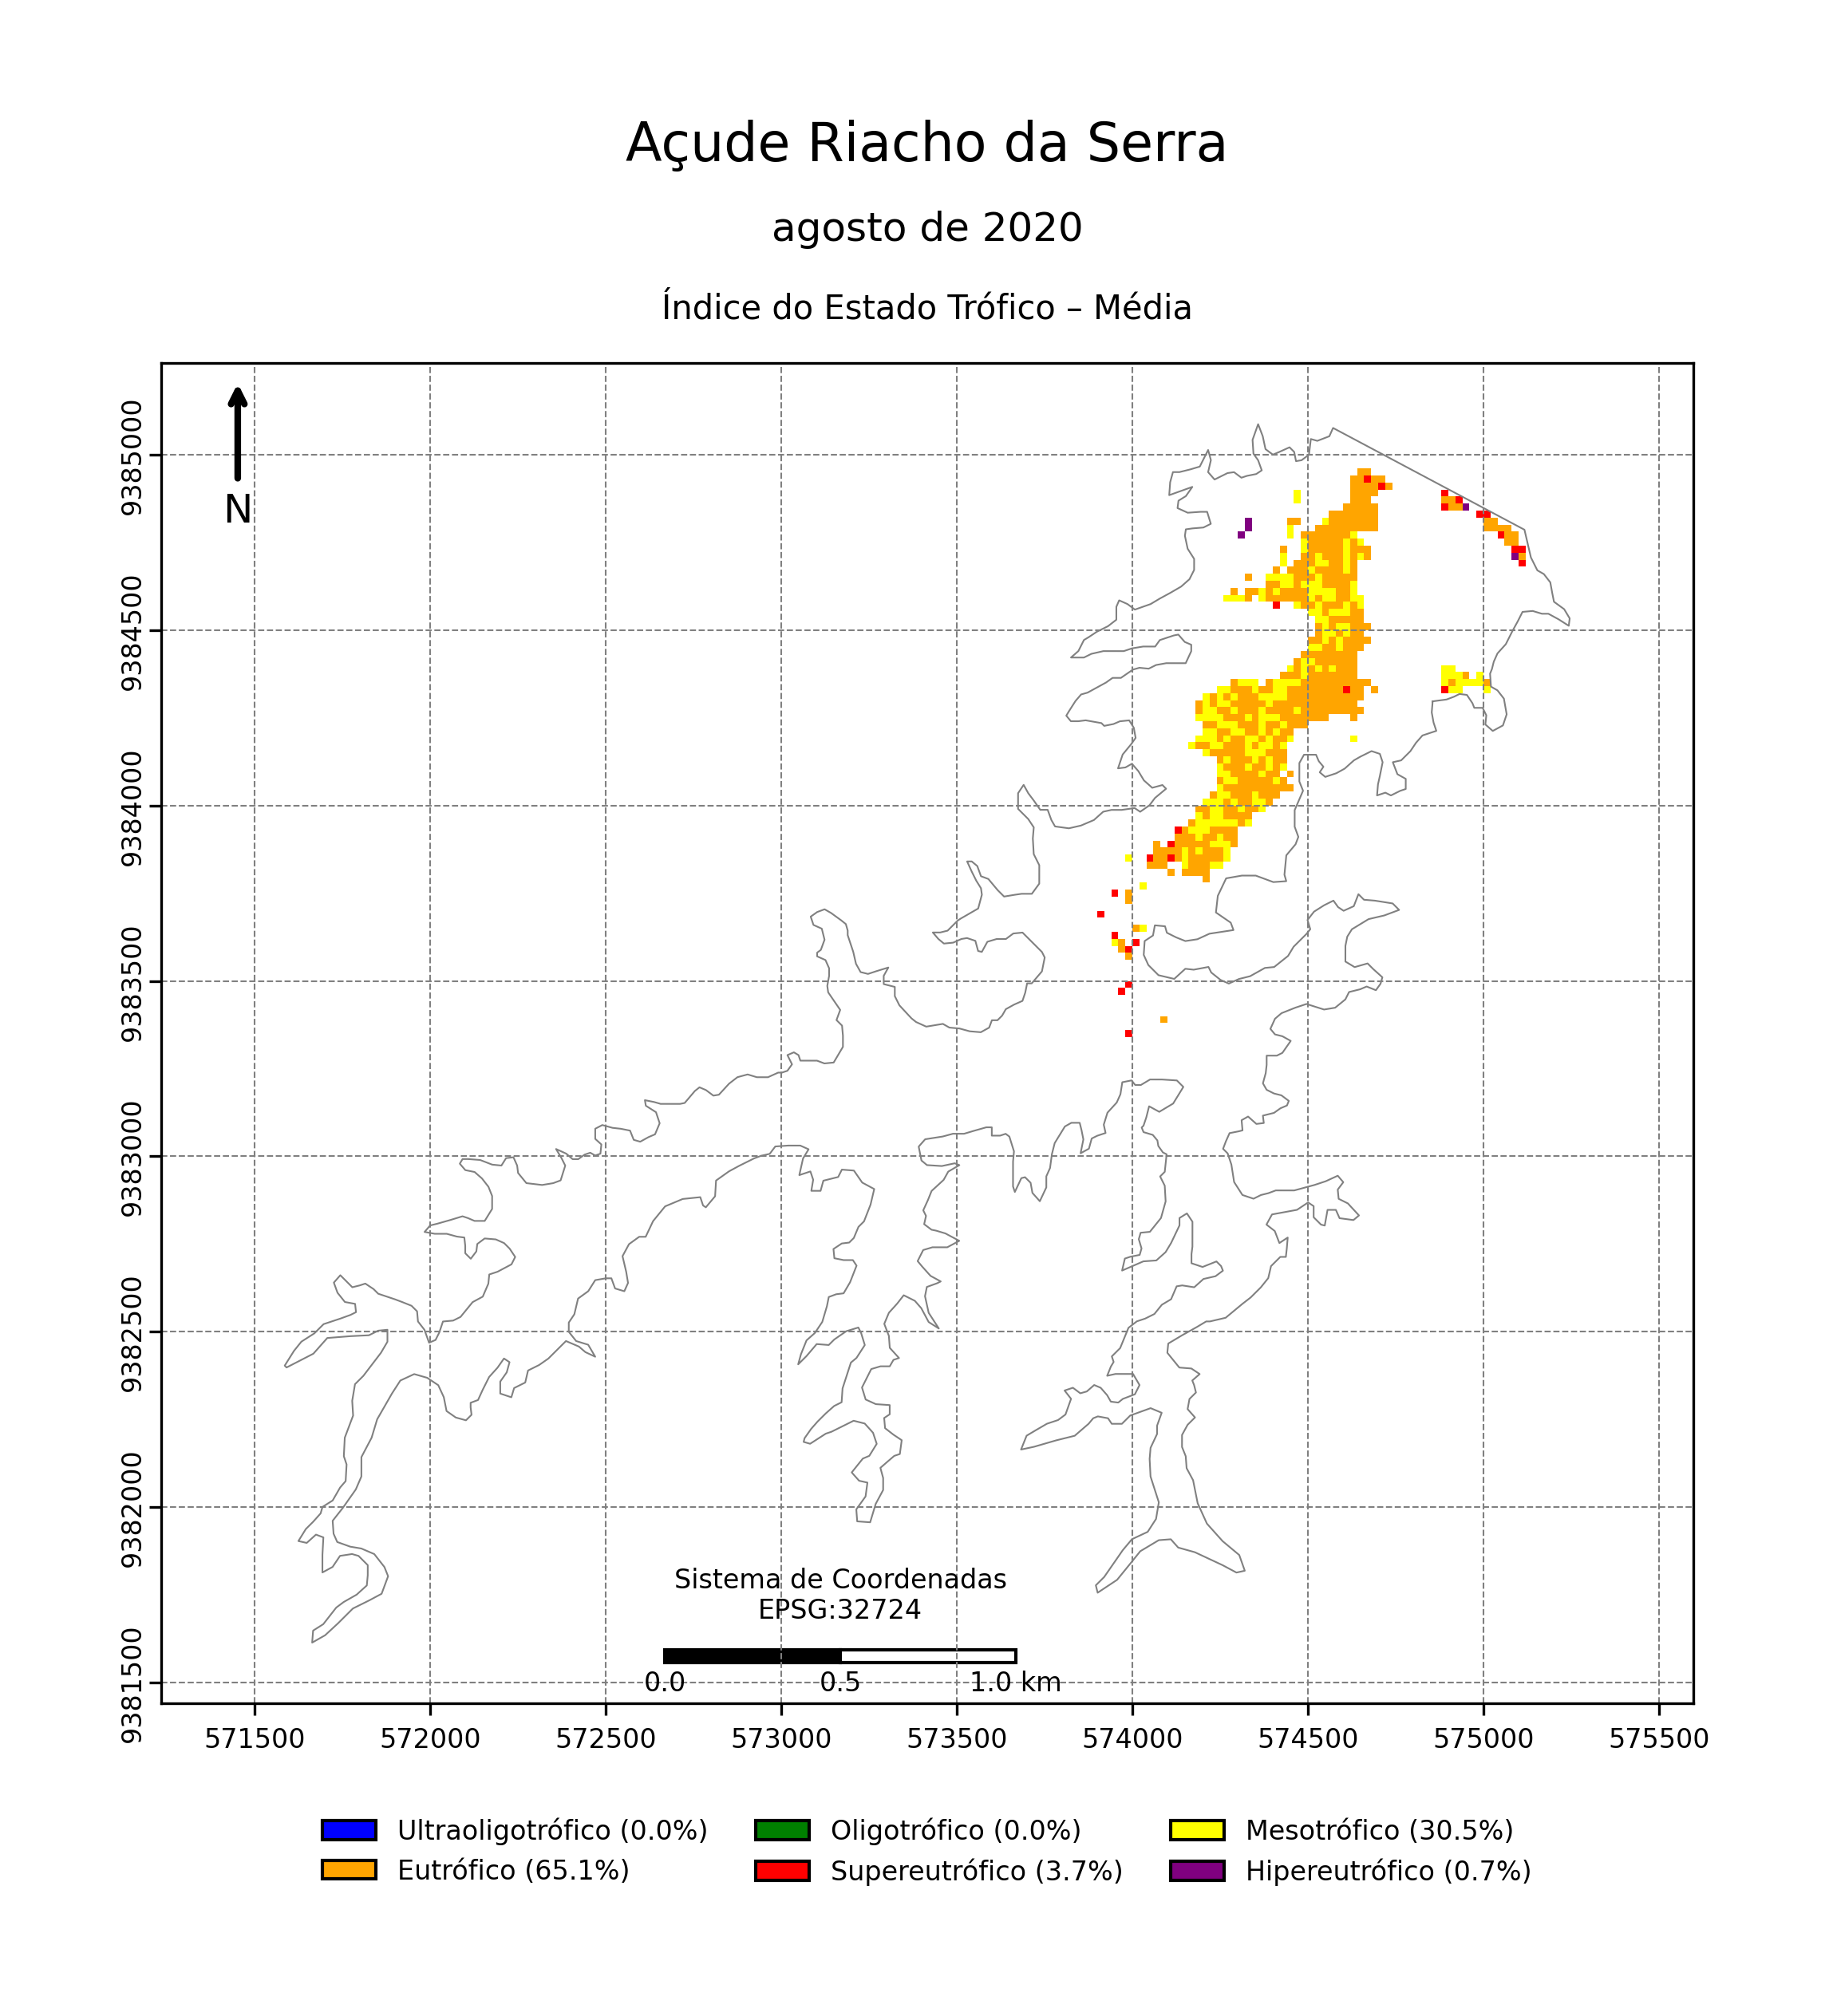 Açude Riacho da Serra
agosto de 2020
Índice do Estado Trófico – Média
N
9385000
9384500
9384000
9383500
9383000
9382500
9382000
9381500
Sistema de Coordenadas
EPSG:32724
0.0 0.5 1.0 km
571500 572000 572500 573000 573500 574000 574500 575000 575500
Ultraoligotrófico (0.0%) Oligotrófico (0.0%) Mesotrófico (30.5%)
Eutrófico (65.1%) Supereutrófico (3.7%) Hipereutrófico (0.7%)